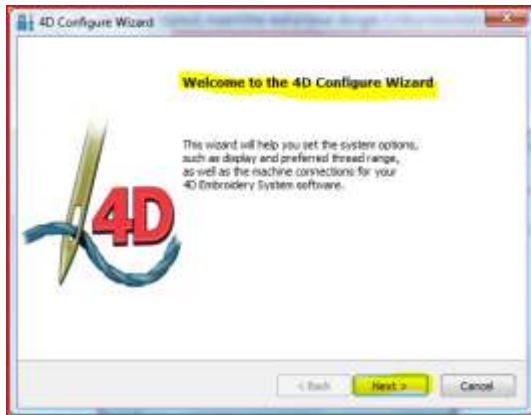 4D Configure Wizard
Welcome to the 4D Configure Wizard
This wizard will help you set the system options,
such as display and preferred thread range,
as well as the machine connections for your
4D Embroidery System software.
4D
< Back Next > Cancel